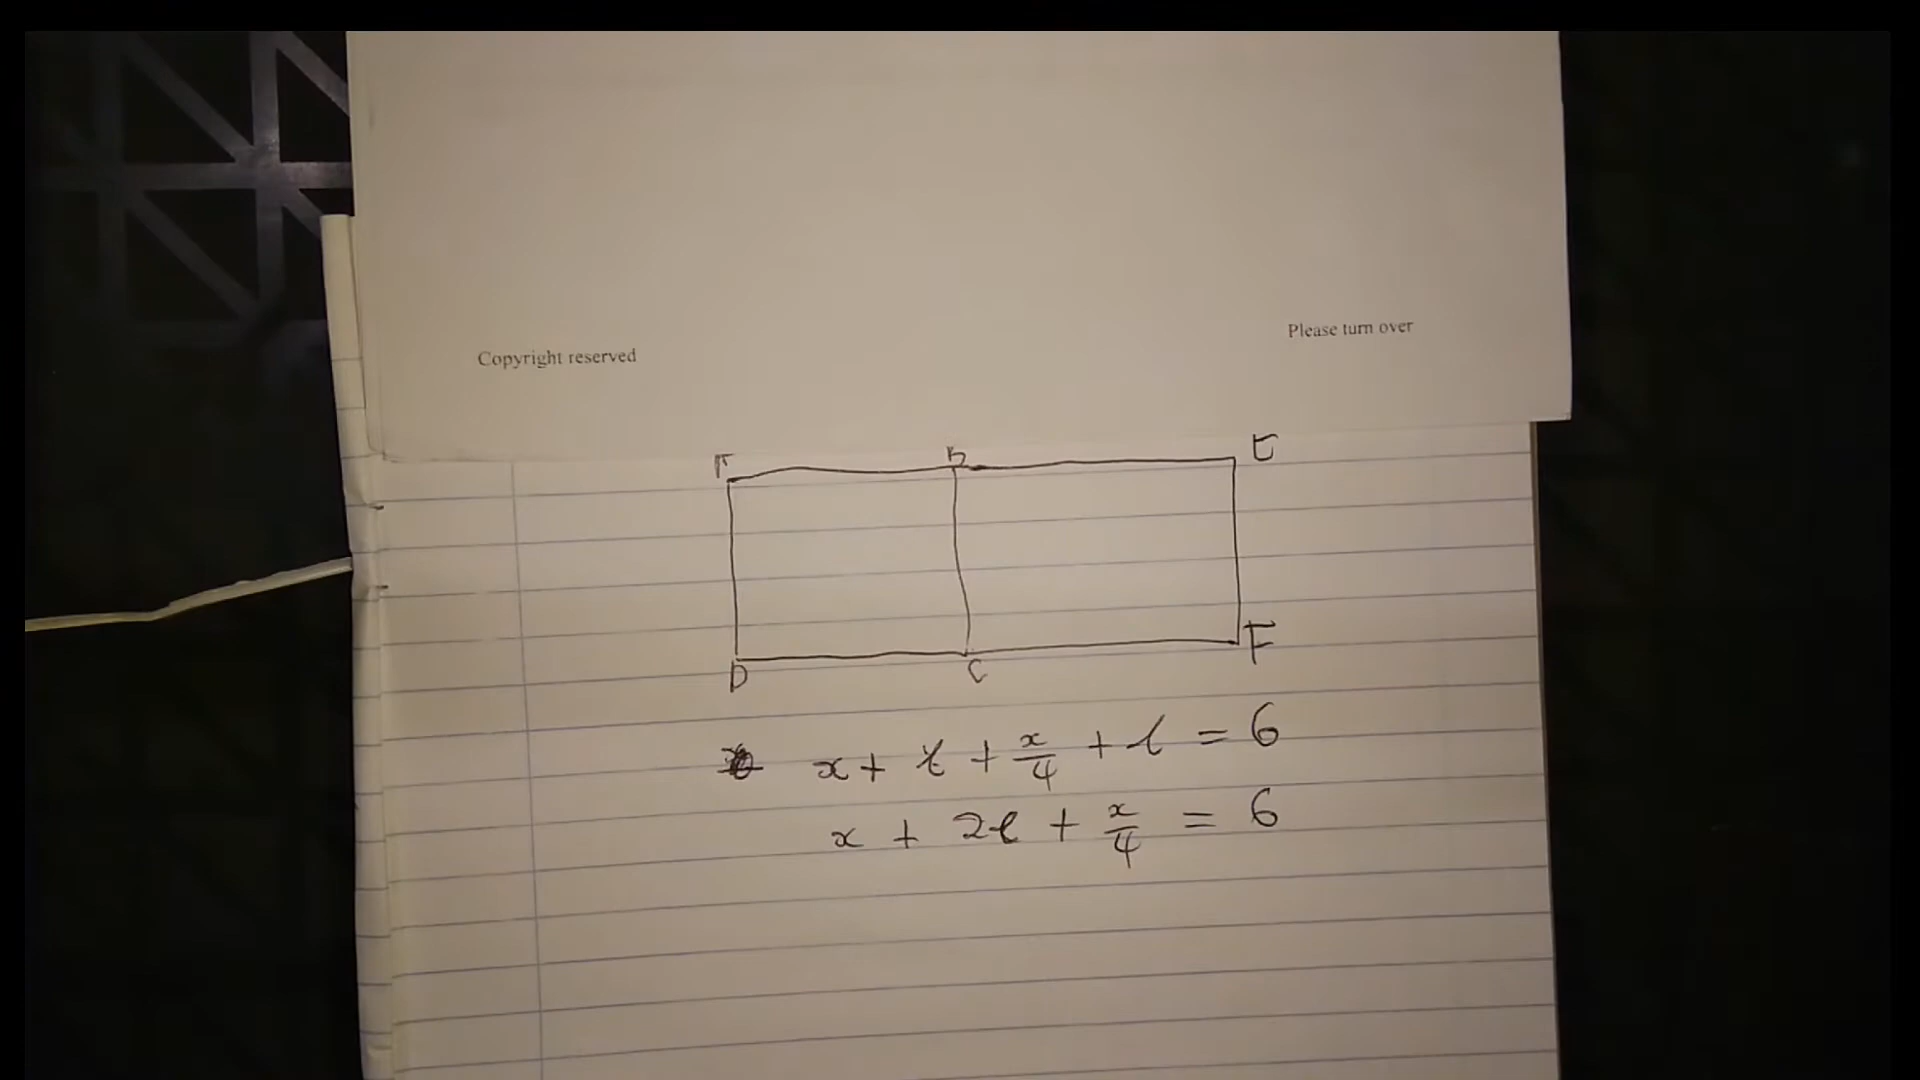 Please turn over
Copyright reserved
E
D C F
x + l + x/4 + l = 6
x + 2l + x/4 = 6